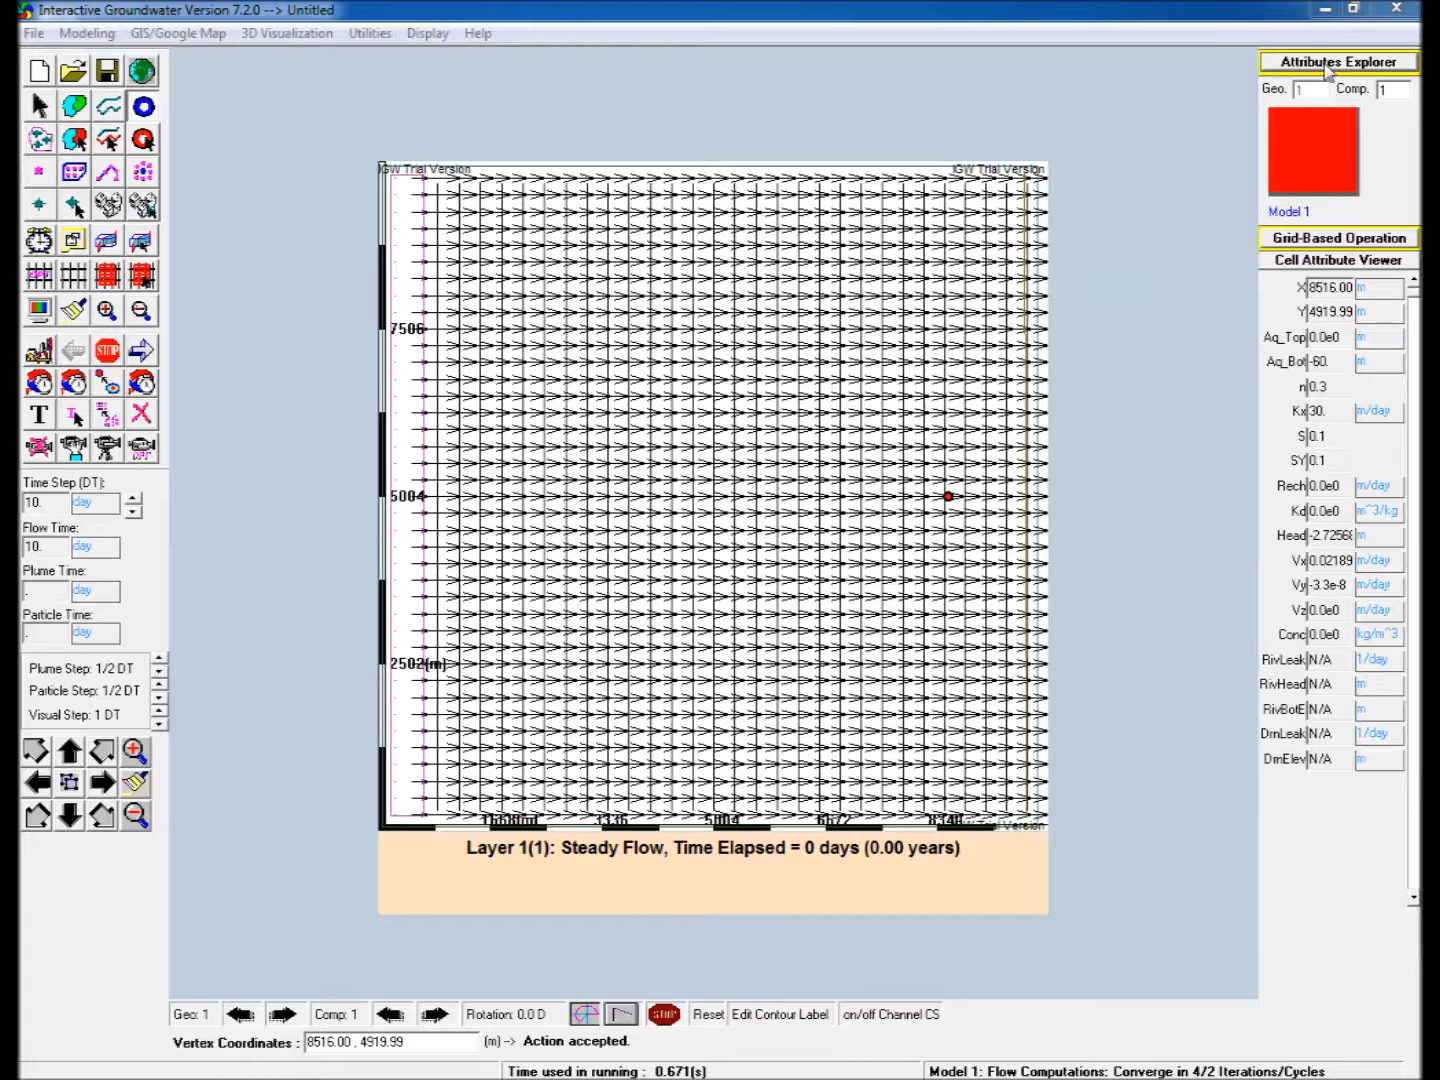 Interactive Groundwater Version 7.2.0 --> Untitled
File Modeling GIS/Google Map 3D Visualization Utilities Display Help
Attributes Explorer
Geo. 1 Comp. 1
Model 1
Grid-Based Operation
Cell Attribute Viewer
X 8516.00 m
Y 4919.99 m
Aq_Top 0.0e0 m
Aq_Bot -60. m
n 0.3
Kx 30. m/day
S 0.1
SY 0.1
Rech 0.0e0 m/day
Kd 0.0e0 m^3/kg
Head -2.7256 m
Vx 0.02189 m/day
Vy -3.3e-8 m/day
Vz 0.0e0 m/day
Conc 0.0e0 kg/m^3
RivLeak N/A 1/day
RivHead N/A m
RivBotE N/A m
DrnLeak N/A 1/day
DrnElev N/A m
STOP
T
Time Step (DT):
10. day
Flow Time:
10. day
Plume Time:
. day
Particle Time:
. day
Plume Step: 1/2 DT
Particle Step: 1/2 DT
Visual Step: 1 DT
IGW Trial Version IGW Trial Version
7506
5004
2502(m)
3336 5004 6672 8340
Trial Version
Layer 1(1): Steady Flow, Time Elapsed = 0 days (0.00 years)
Geo: 1 Comp: 1 Rotation: 0.0 D STOP Reset Edit Contour Label on/off Channel CS
Vertex Coordinates : 8516.00 , 4919.99 (m) -> Action accepted.
Time used in running : 0.671(s) Model 1: Flow Computations: Converge in 4/2 Iterations/Cycles